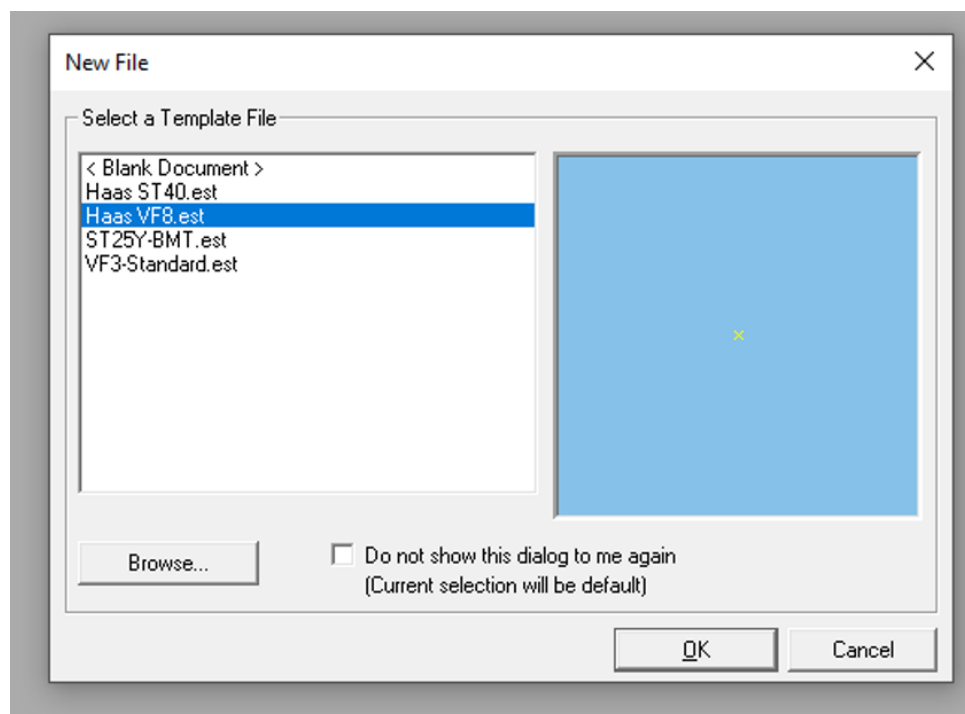 New File
Select a Template File
< Blank Document >
Haas ST40.est
Haas VF8.est
ST25Y-BMT.est
VF3-Standard.est
Browse...
Do not show this dialog to me again
(Current selection will be default)
OK
Cancel